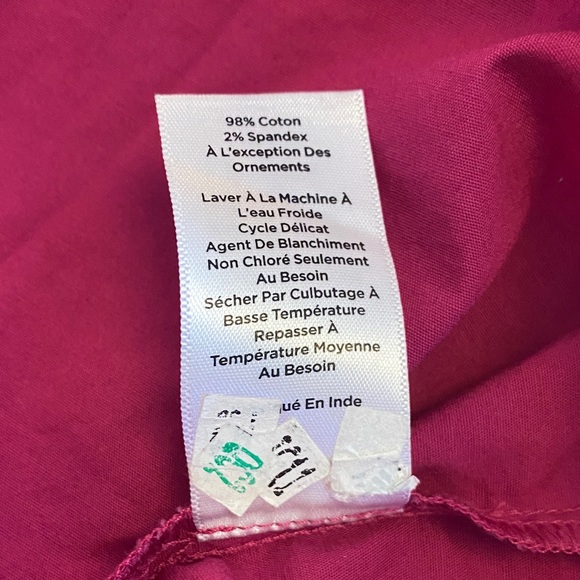 98% Coton
2% Spandex
À L'exception Des
Ornements
Laver À La Machine À
L'eau Froide
Cycle Délicat
Agent De Blanchiment
Non Chloré Seulement
Au Besoin
Sécher Par Culbutage À
Basse Température
Repasser À
Température Moyenne
Au Besoin
qué En Inde